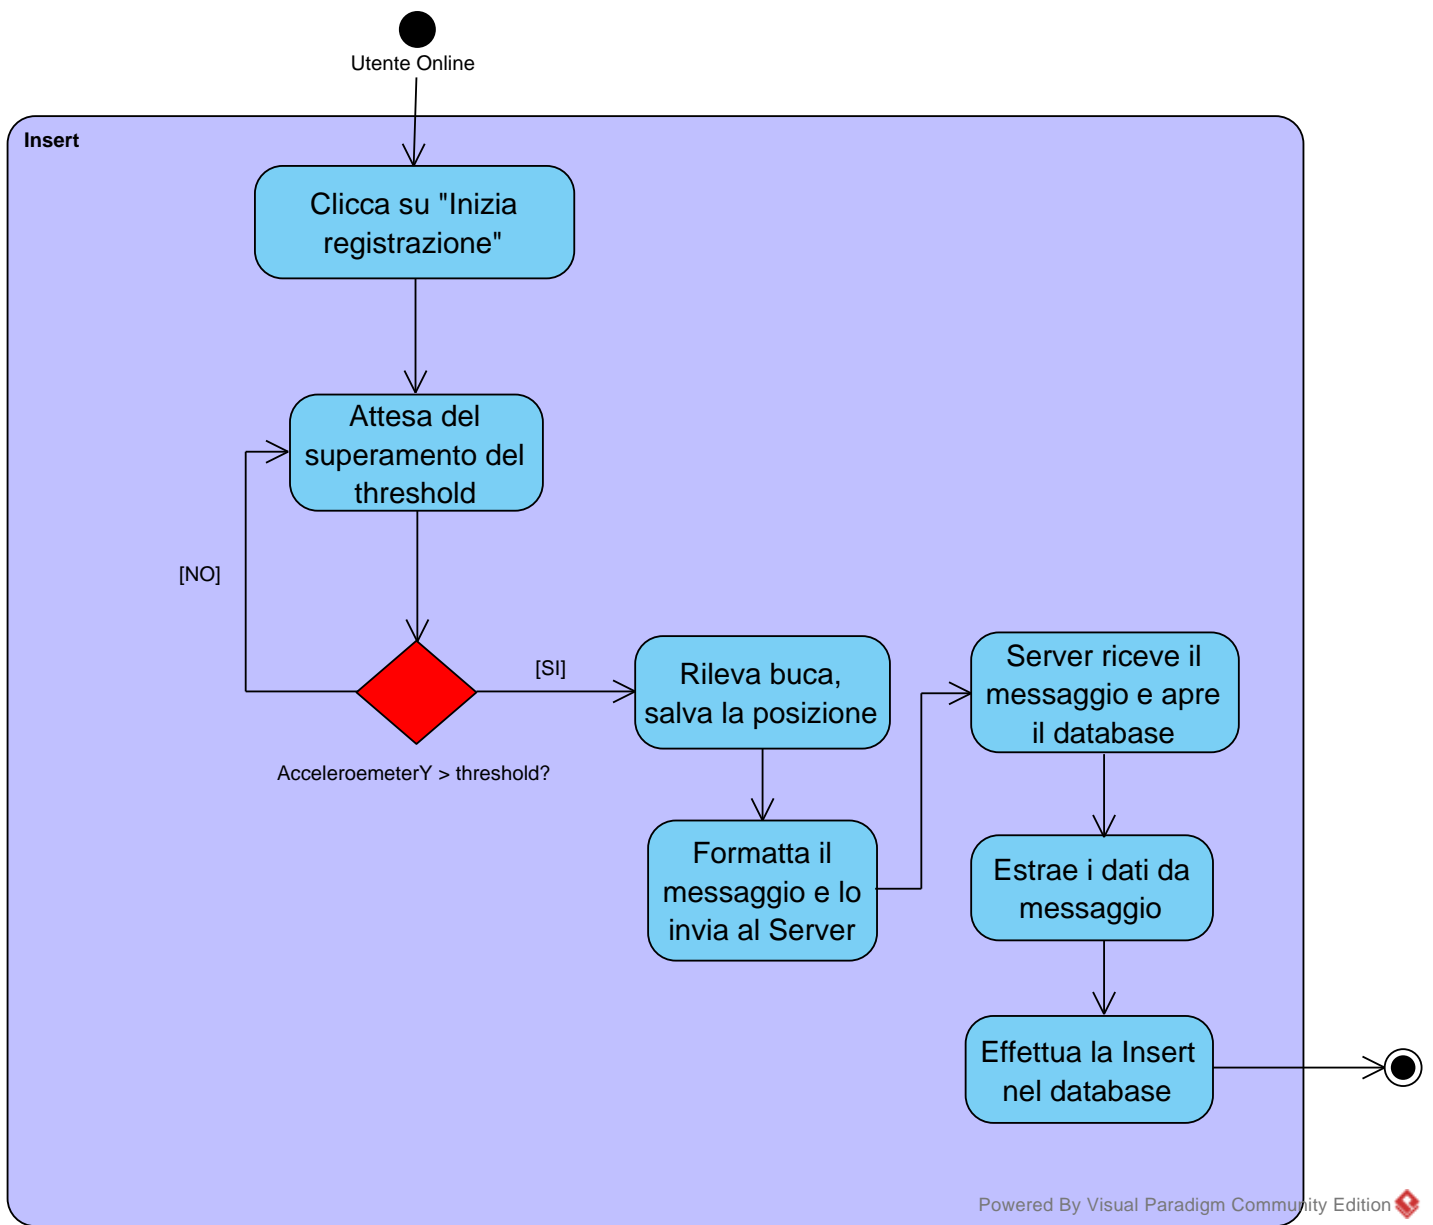 Utente Online
Insert
Clicca su "Inizia
registrazione"
Attesa del
superamento del
threshold
[NO]
[SI]
AcceleroemeterY > threshold?
Rileva buca,
salva la posizione
Formatta il
messaggio e lo
invia al Server
Server riceve il
messaggio e apre
il database
Estrae i dati da
messaggio
Effettua la Insert
nel database
Powered By Visual Paradigm Community Edition